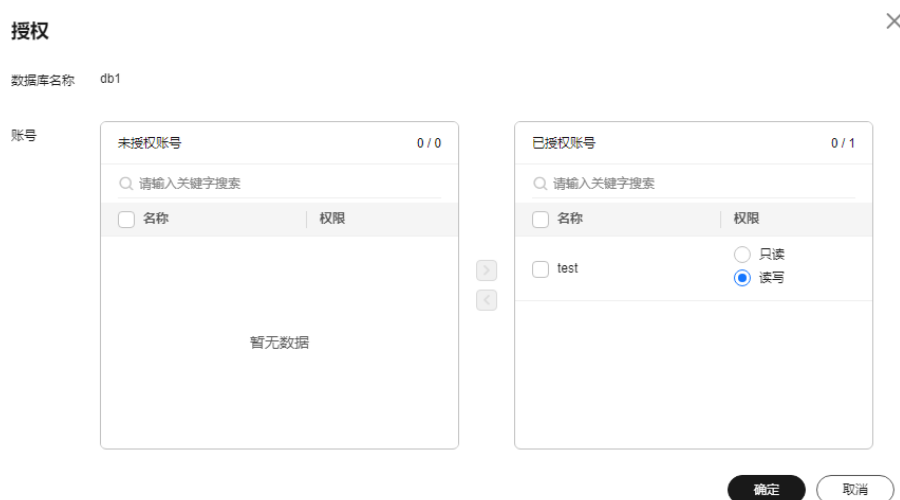 授权
数据库名称 db1
账号
未授权账号 0 / 0
请输入关键字搜索
名称 权限
暂无数据
已授权账号 0 / 1
请输入关键字搜索
名称 权限
test
只读
读写
确定 取消